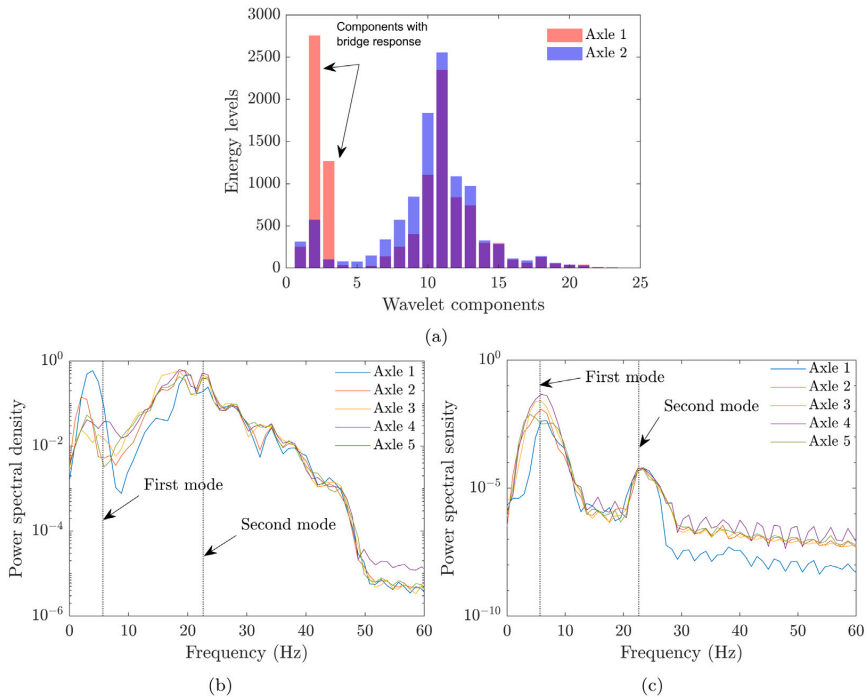 Components with
bridge response
Axle 1
Axle 2
3000
2500
2000
1500
1000
500
0
Energy levels
0 5 10 15 20 25
Wavelet components
(a)
10^0
10^-2
10^-4
10^-6
Power spectral density
Axle 1
Axle 2
Axle 3
Axle 4
Axle 5
First mode
Second mode
0 10 20 30 40 50 60
Frequency (Hz)
(b)
10^0
10^-5
10^-10
Power spectral sensity
First mode
Second mode
Axle 1
Axle 2
Axle 3
Axle 4
Axle 5
0 10 20 30 40 50 60
Frequency (Hz)
(c)